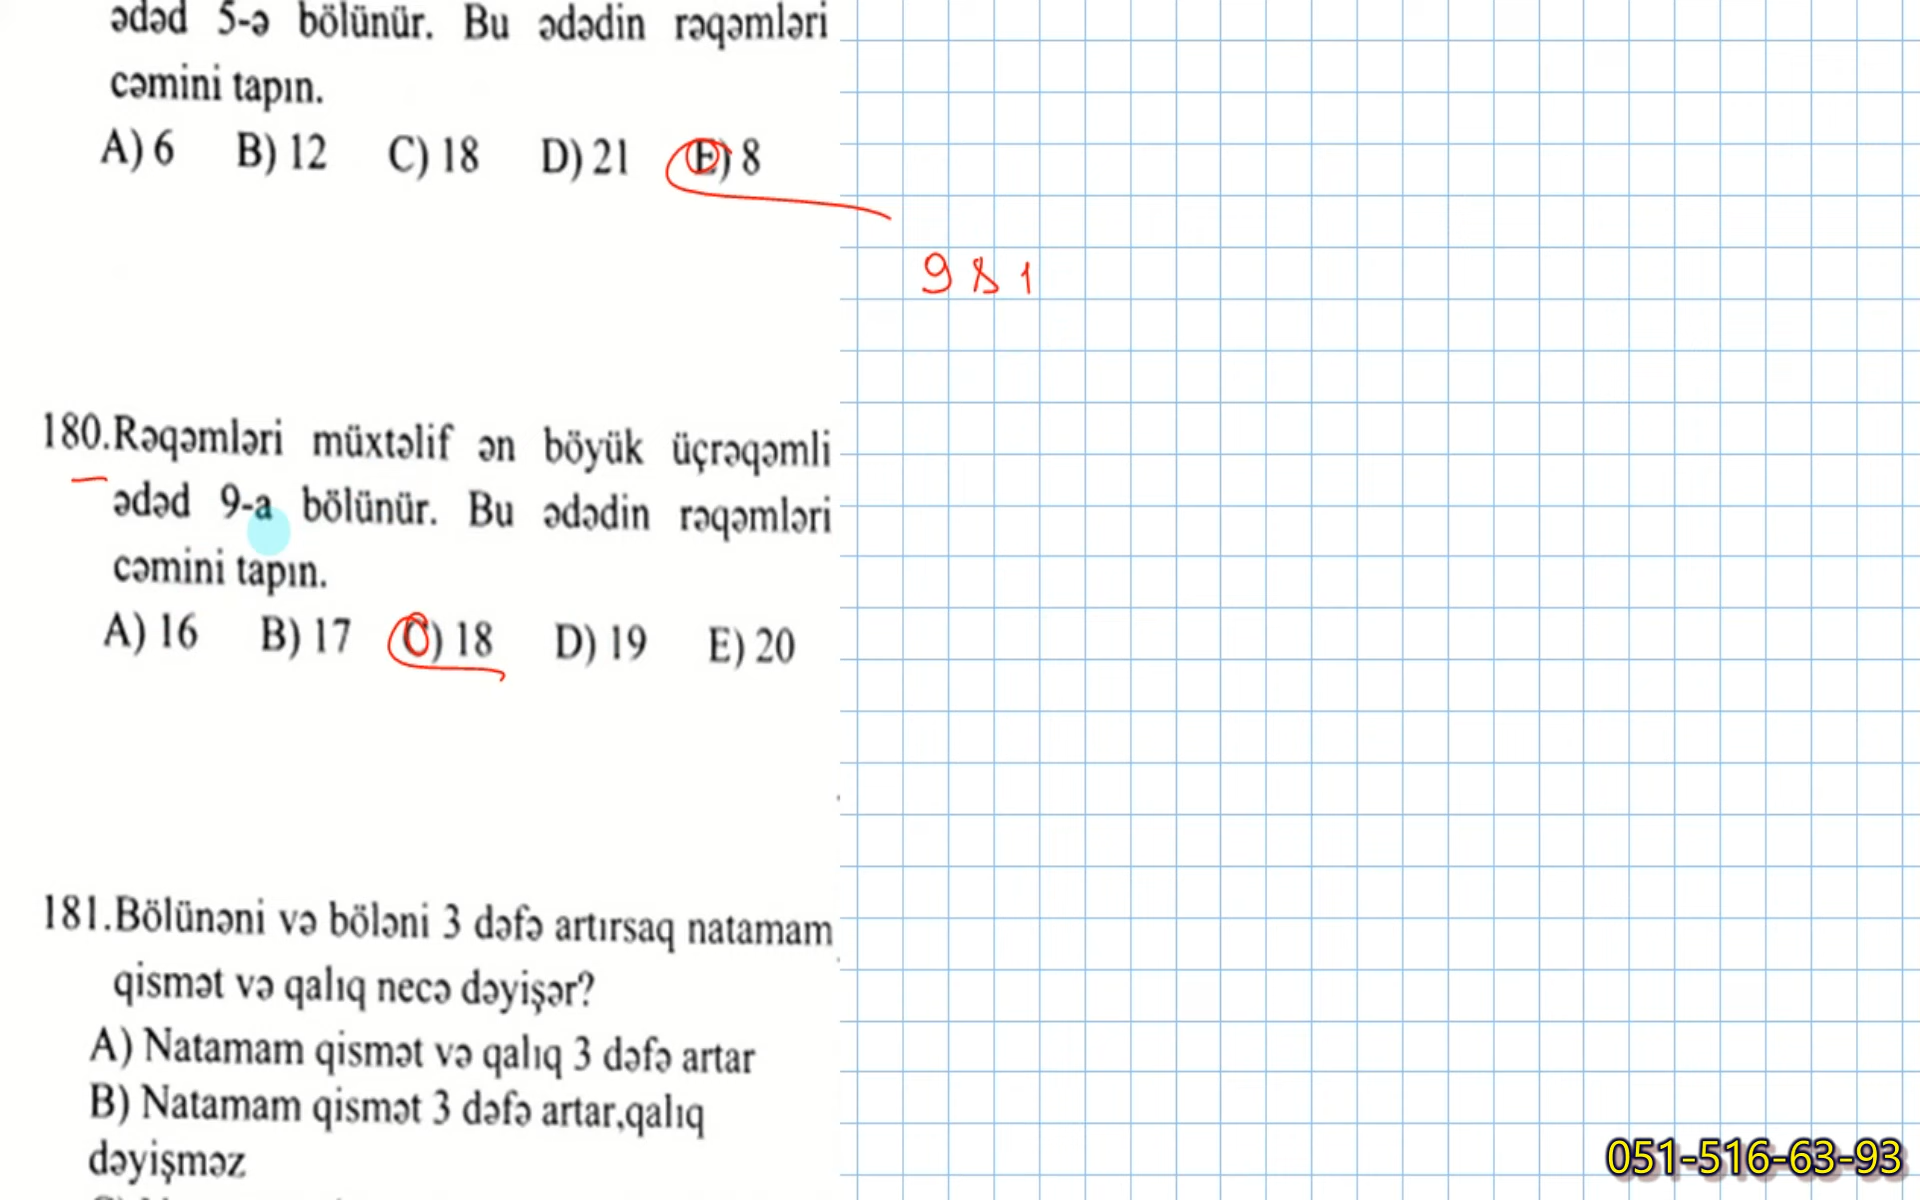 ədəd 5-ə bölünür. Bu ədədin rəqəmləri
cəmini tapın.
A) 6 B) 12 C) 18 D) 21 E) 8
9 8 1
180.Rəqəmləri müxtəlif ən böyük üçrəqəmli
ədəd 9-a bölünür. Bu ədədin rəqəmləri
cəmini tapın.
A) 16 B) 17 C) 18 D) 19 E) 20
181.Bölünəni və böləni 3 dəfə artırsaq natamam
qismət və qalıq necə dəyişər?
A) Natamam qismət və qalıq 3 dəfə artar
B) Natamam qismət 3 dəfə artar,qalıq
dəyişməz
051-516-63-93